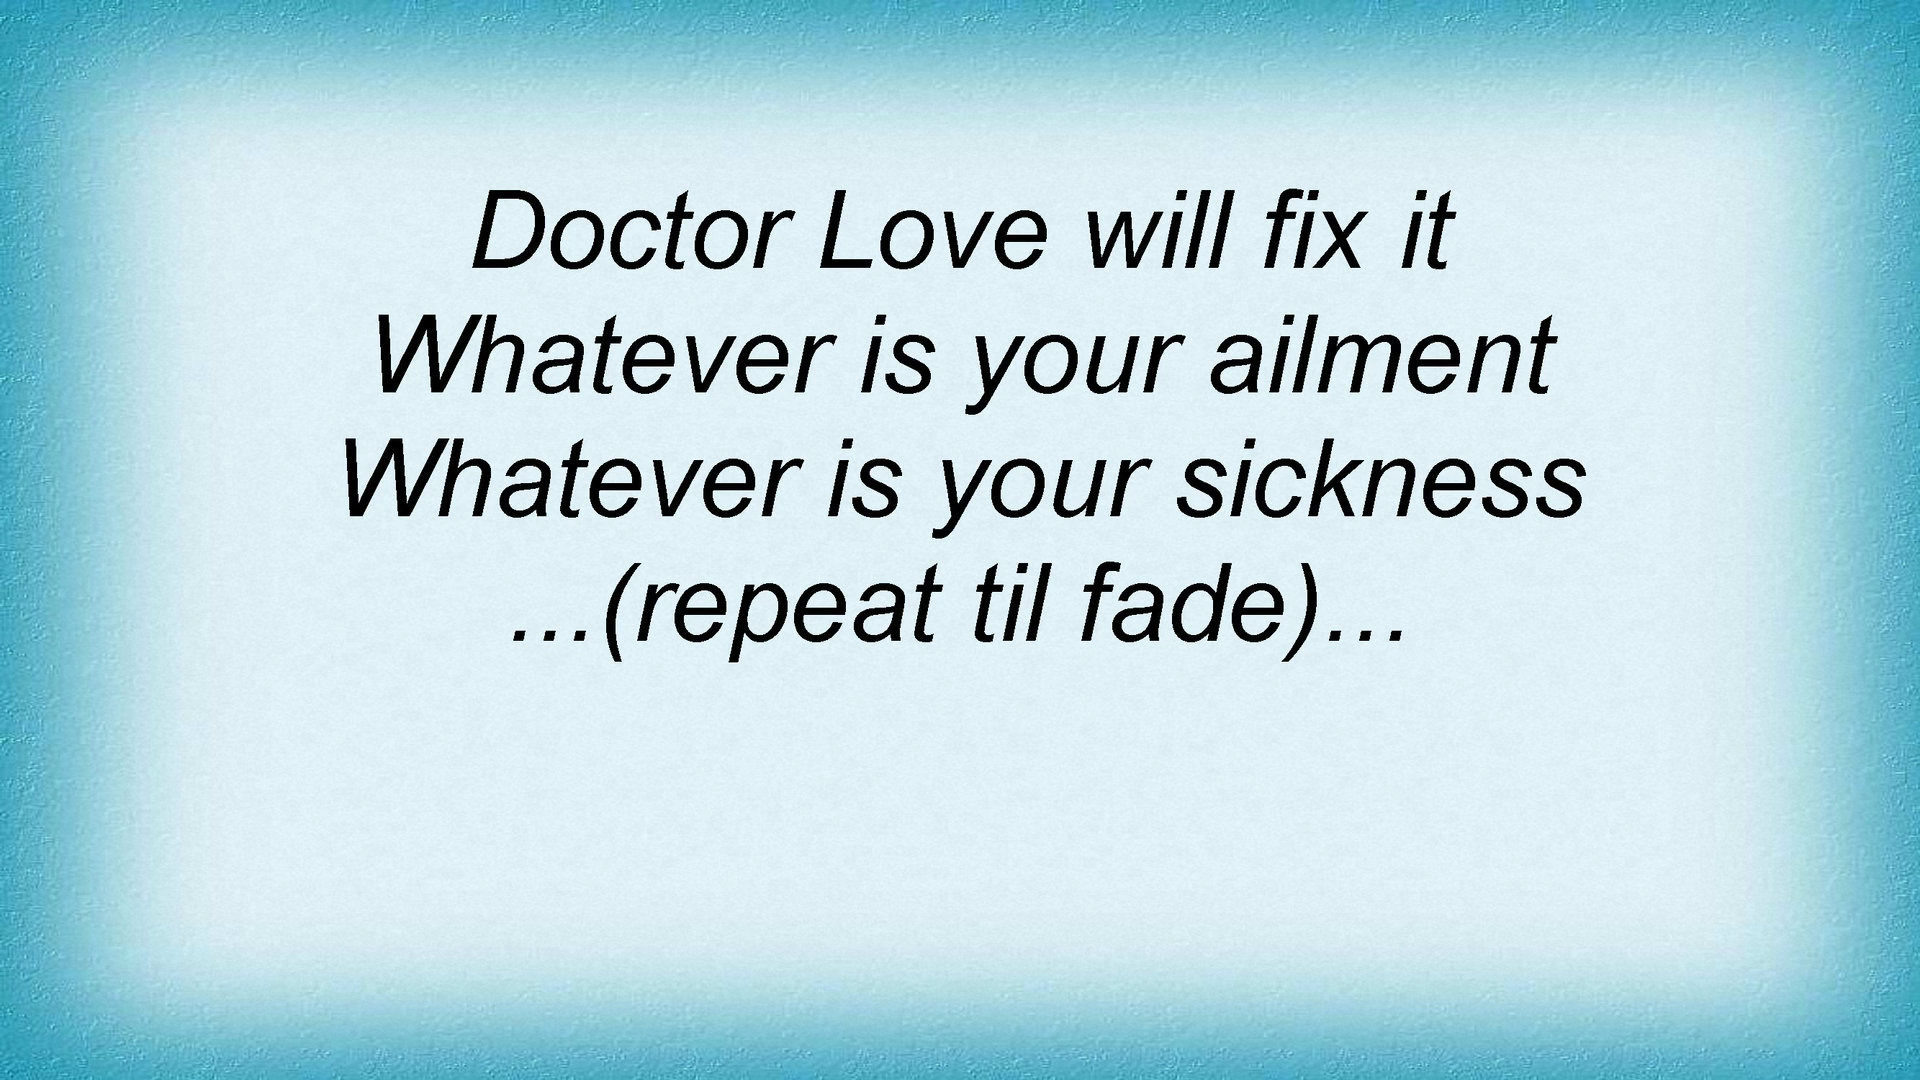 Doctor Love will fix it
Whatever is your ailment
Whatever is your sickness
...(repeat til fade)...